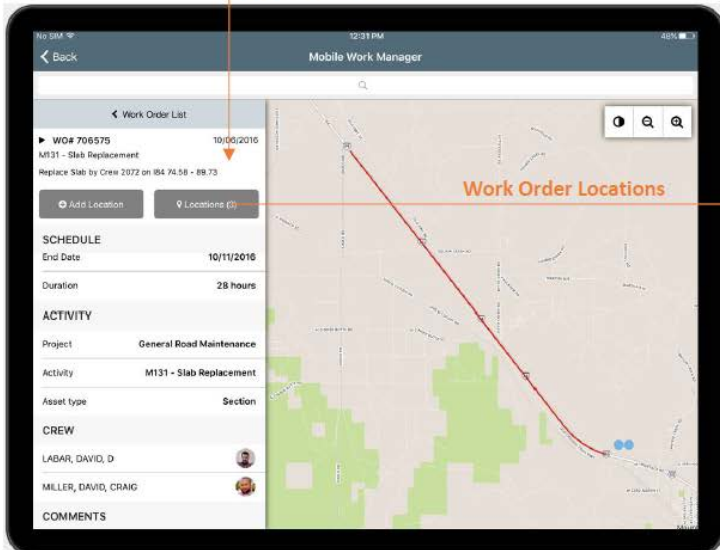 No SIM 12:31 PM 48%
Back Mobile Work Manager
Work Order List
WO# 706575 10/06/2016
M131 - Slab Replacement
Replace Slab by Crew 2072 on I84 74.58 - 89.73
Add Location Locations (3)
Work Order Locations
SCHEDULE
End Date 10/11/2016
Duration 28 hours
ACTIVITY
Project General Road Maintenance
Activity M131 - Slab Replacement
Asset type Section
CREW
LABAR, DAVID, D
MILLER, DAVID, CRAIG
COMMENTS